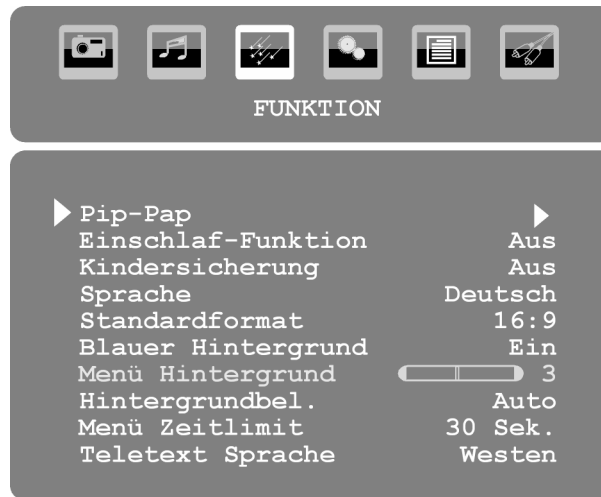 FUNKTION
Pip-Pap
Einschlaf-Funktion Aus
Kindersicherung Aus
Sprache Deutsch
Standardformat 16:9
Blauer Hintergrund Ein
Menü Hintergrund 3
Hintergrundbel. Auto
Menü Zeitlimit 30 Sek.
Teletext Sprache Westen